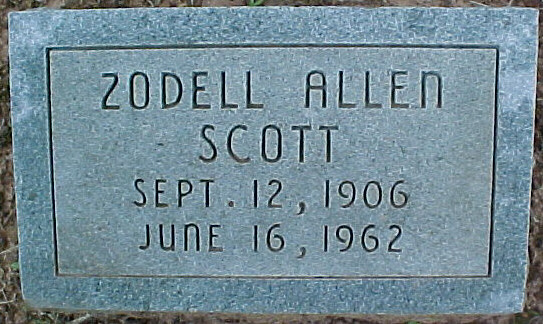 ZODELL ALLEN
SCOTT
SEPT. 12, 1906
JUNE 16, 1962